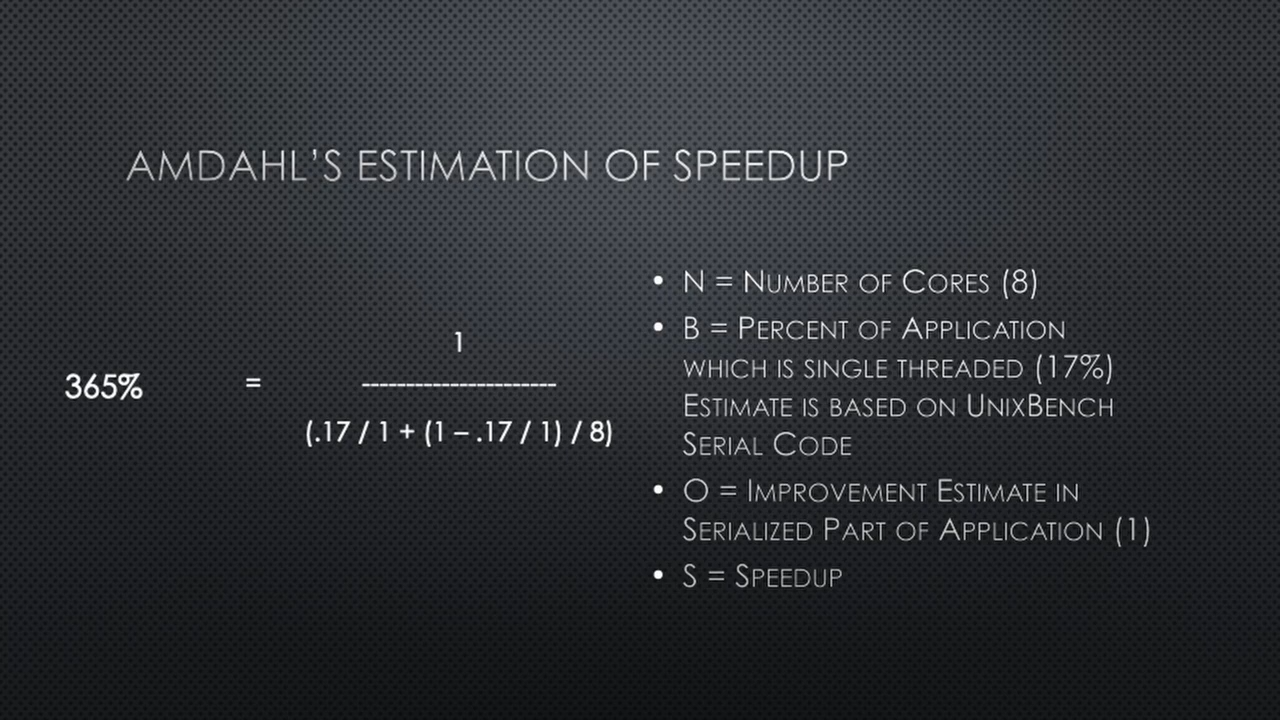 AMDAHL'S ESTIMATION OF SPEEDUP
365% =
1
----------------------
(.17 / 1 + (1 – .17 / 1) / 8)
• N = NUMBER OF CORES (8)
• B = PERCENT OF APPLICATION
WHICH IS SINGLE THREADED (17%)
ESTIMATE IS BASED ON UNIXBENCH
SERIAL CODE
• O = IMPROVEMENT ESTIMATE IN
SERIALIZED PART OF APPLICATION (1)
• S = SPEEDUP